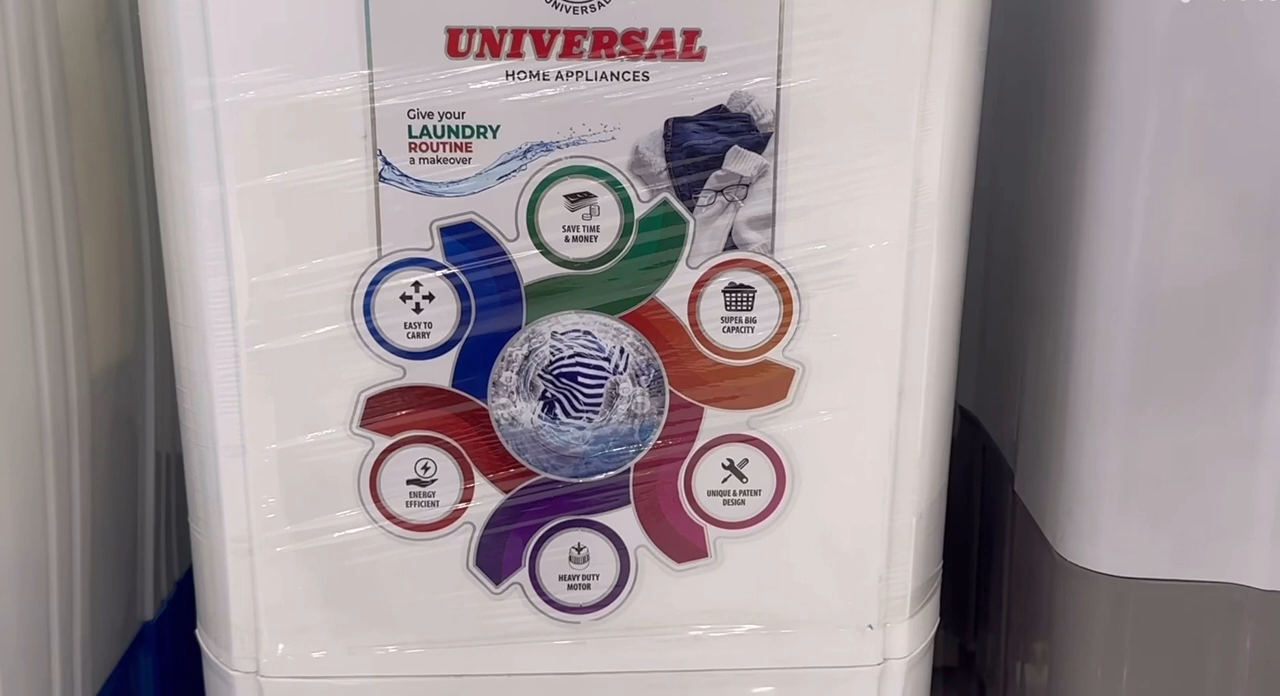 UNIVERSAL
UNIVERSAL
HOME APPLIANCES
Give your
LAUNDRY
ROUTINE
a makeover
SAVE TIME
& MONEY
EASY TO
CARRY
SUPER BIG
CAPACITY
ENERGY
EFFICIENT
UNIQUE & PATENT
DESIGN
HEAVY DUTY
MOTOR